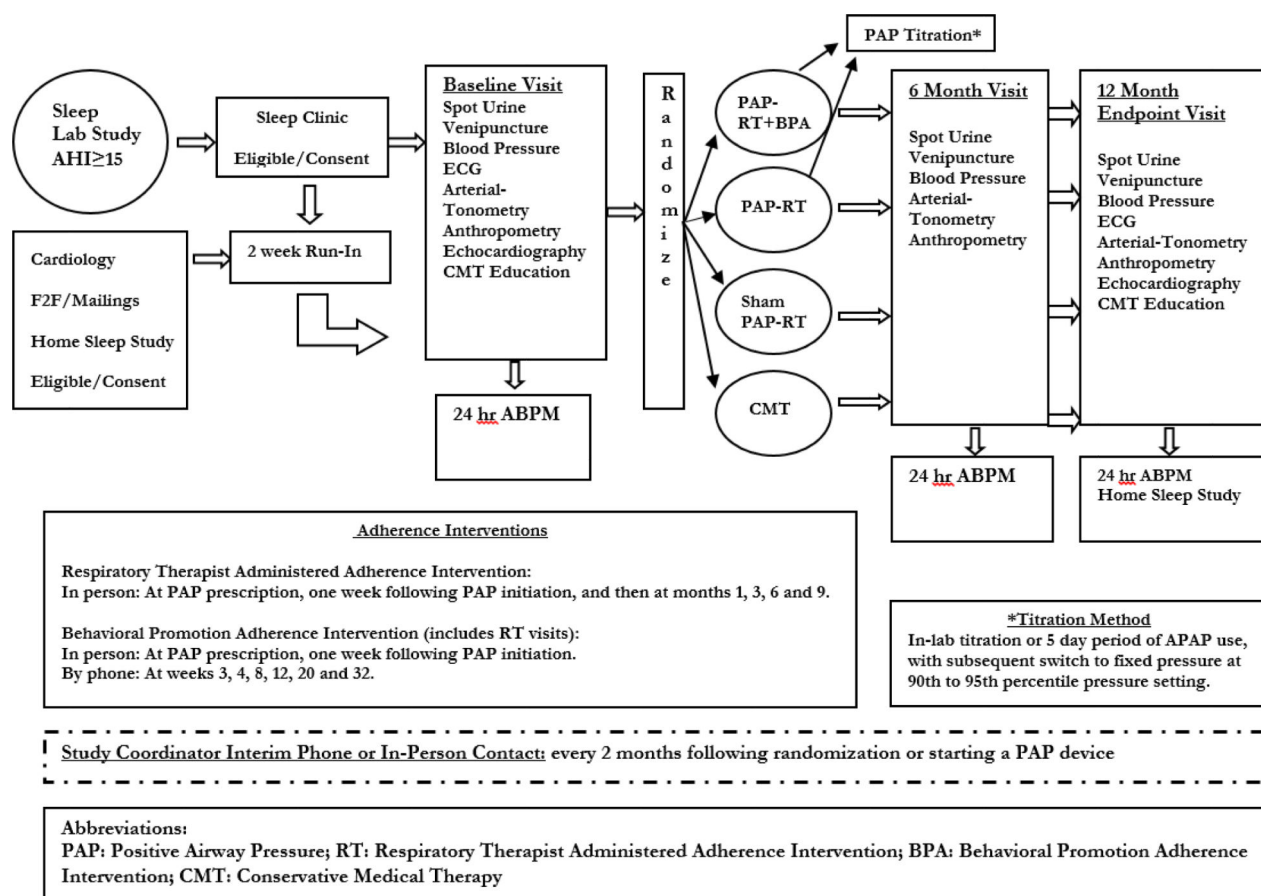 PAP Titration*
Sleep
Lab Study
AHI≥15
Sleep Clinic
Eligible/Consent
Cardiology
F2F/Mailings
Home Sleep Study
Eligible/Consent
2 week Run-In
Baseline Visit
Spot Urine
Venipuncture
Blood Pressure
ECG
Arterial-
Tonometry
Anthropometry
Echocardiography
CMT Education
24 hr ABPM
Randomize
PAP-
RT+BPA
PAP-RT
Sham
PAP-RT
CMT
6 Month Visit
Spot Urine
Venipuncture
Blood Pressure
Arterial-
Tonometry
Anthropometry
24 hr ABPM
12 Month
Endpoint Visit
Spot Urine
Venipuncture
Blood Pressure
ECG
Arterial-Tonometry
Anthropometry
Echocardiography
CMT Education
24 hr ABPM
Home Sleep Study
Adherence Interventions
Respiratory Therapist Administered Adherence Intervention:
In person: At PAP prescription, one week following PAP initiation, and then at months 1, 3, 6 and 9.
Behavioral Promotion Adherence Intervention (includes RT visits):
In person: At PAP prescription, one week following PAP initiation.
By phone: At weeks 3, 4, 8, 12, 20 and 32.
*Titration Method
In-lab titration or 5 day period of APAP use,
with subsequent switch to fixed pressure at
90th to 95th percentile pressure setting.
Study Coordinator Interim Phone or In-Person Contact: every 2 months following randomization or starting a PAP device
Abbreviations:
PAP: Positive Airway Pressure; RT: Respiratory Therapist Administered Adherence Intervention; BPA: Behavioral Promotion Adherence
Intervention; CMT: Conservative Medical Therapy